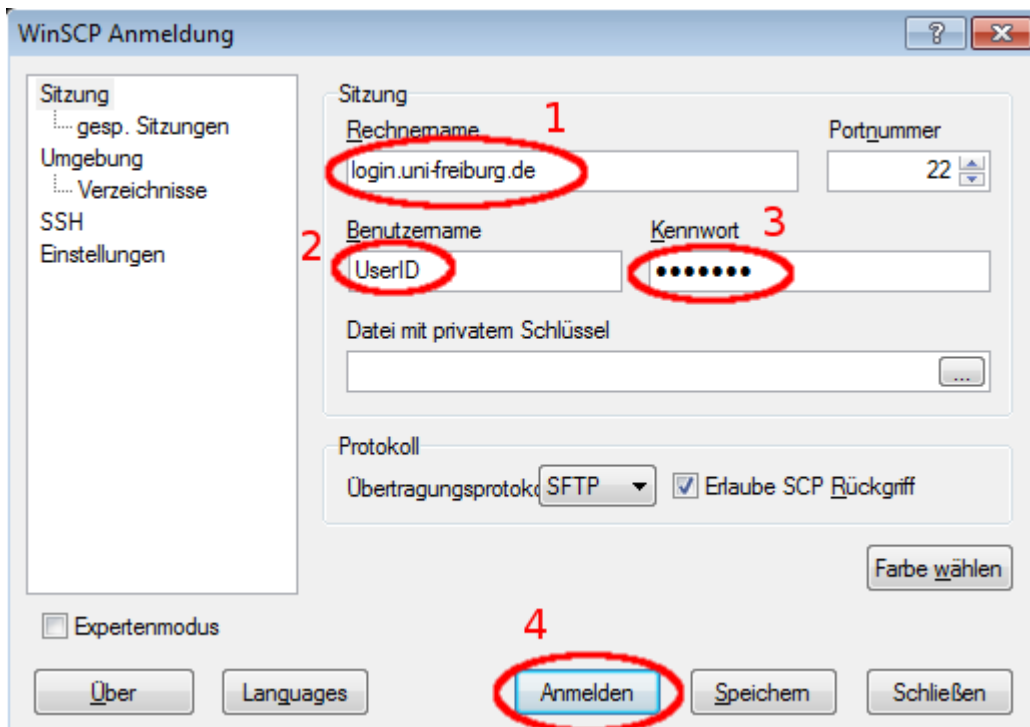 WinSCP Anmeldung
Sitzung
gesp. Sitzungen
Umgebung
Verzeichnisse
SSH
Einstellungen
Sitzung
Rechnername 1 Portnummer
login.uni-freiburg.de 22
2 Benutzername Kennwort 3
UserID •••••••
Datei mit privatem Schlüssel
...
Protokoll
Übertragungsprotoko SFTP Erlaube SCP Rückgriff
Farbe wählen
Expertenmodus
4
Über Languages Anmelden Speichern Schließen